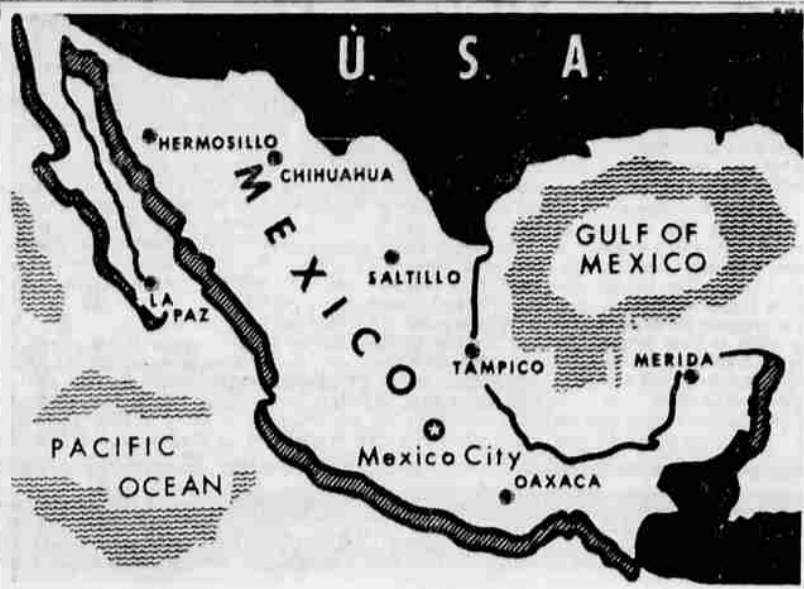 U. S. A.
HERMOSILLO
CHIHUAHUA
MEXICO
GULF OF
MEXICO
SALTILLO
LA
PAZ
TAMPICO
MERIDA
PACIFIC
OCEAN
Mexico City
OAXACA